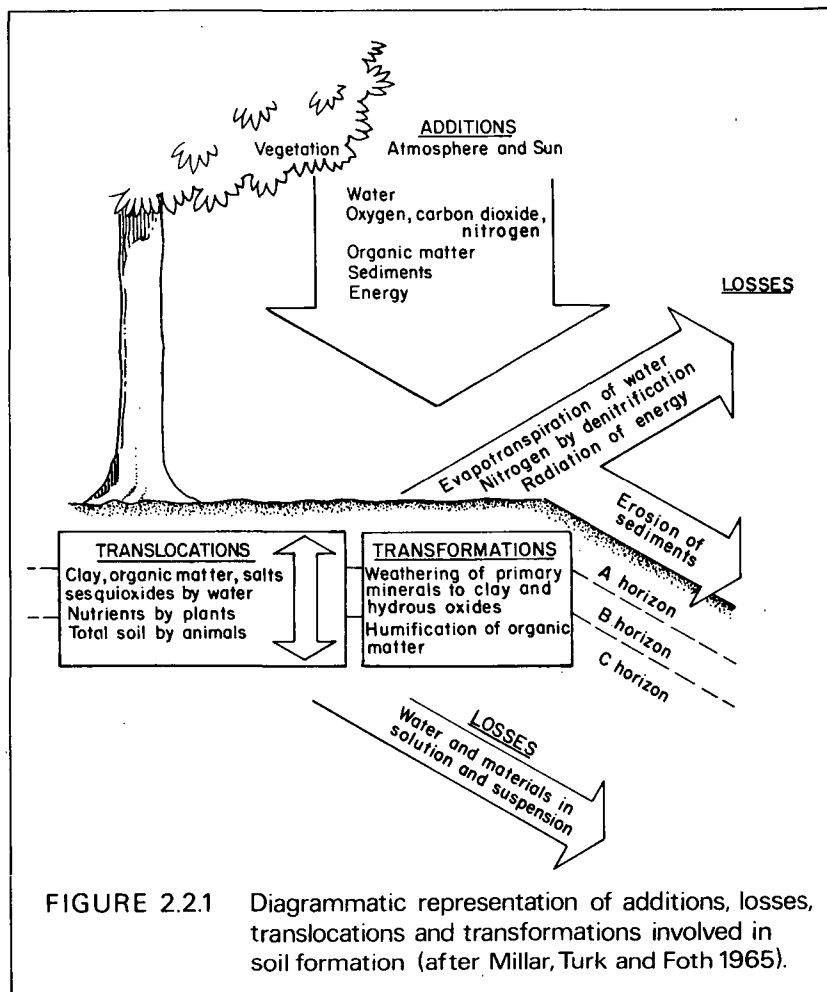 ADDITIONS
Vegetation
Atmosphere and Sun
Water
Oxygen, carbon dioxide,
nitrogen
Organic matter
Sediments
Energy
LOSSES
Evapotranspiration of water
Nitrogen by denitrification
Radiation of energy
Erosion of
sediments
TRANSLOCATIONS
Clay, organic matter, salts
sesquioxides by water
Nutrients by plants
Total soil by animals
TRANSFORMATIONS
Weathering of primary
minerals to clay and
hydrous oxides
Humification of organic
matter
A horizon
B horizon
C horizon
LOSSES
Water and materials in
solution and suspension
FIGURE 2.2.1 Diagrammatic representation of additions, losses,
translocations and transformations involved in
soil formation (after Millar, Turk and Foth 1965).